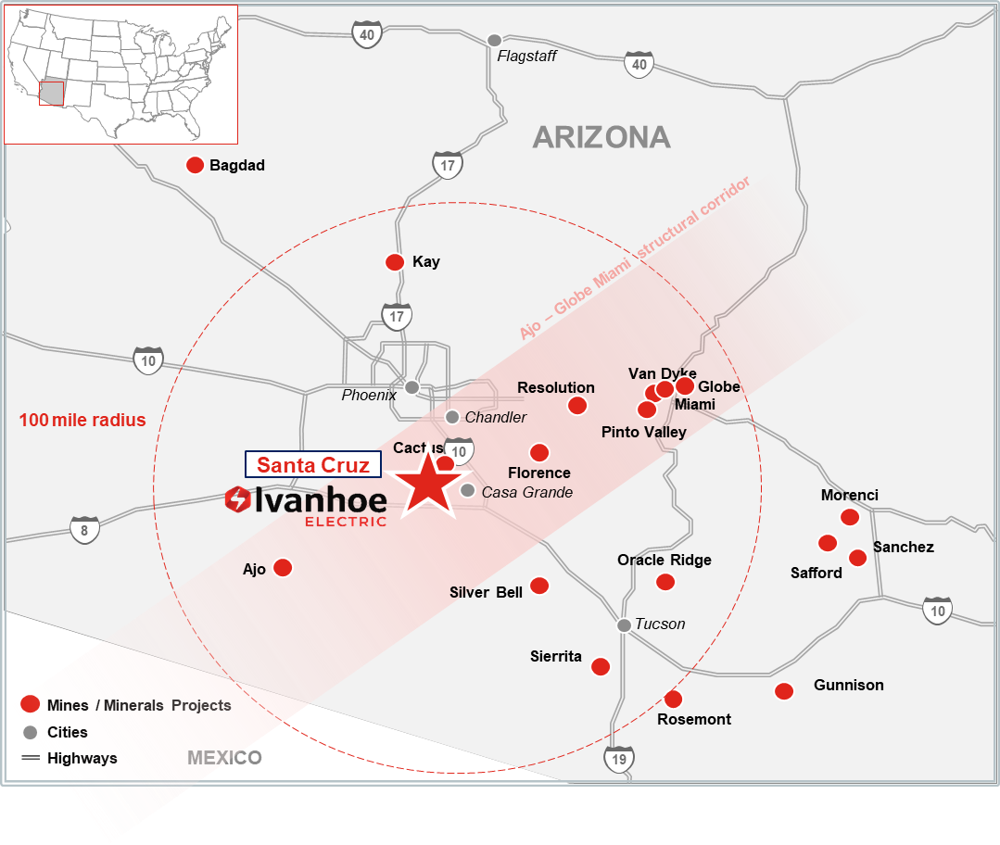 40
Flagstaff
40
ARIZONA
Bagdad
17
Ajo – Globe Miami structural corridor
Kay
17
10
Van Dyke
Resolution
Globe
Phoenix
Miami
Chandler
100 mile radius
Pinto Valley
Cactus
10
Santa Cruz
Florence
Casa Grande
Ivanhoe
ELECTRIC
Morenci
8
Sanchez
Oracle Ridge
Ajo
Safford
Silver Bell
10
Tucson
Sierrita
Gunnison
Mines / Minerals Projects
Rosemont
Cities
Highways
MEXICO
19